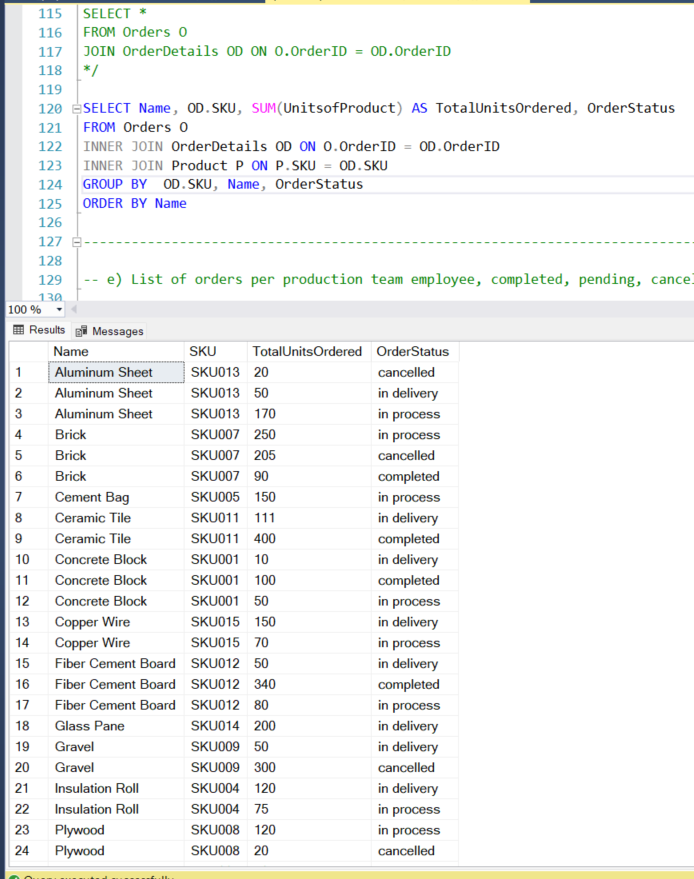 115 SELECT *
116 FROM Orders O
117 JOIN OrderDetails OD ON O.OrderID = OD.OrderID
118 */
119
120 SELECT Name, OD.SKU, SUM(UnitsofProduct) AS TotalUnitsOrdered, OrderStatus
121 FROM Orders O
122 INNER JOIN OrderDetails OD ON O.OrderID = OD.OrderID
123 INNER JOIN Product P ON P.SKU = OD.SKU
124 GROUP BY  OD.SKU, Name, OrderStatus
125 ORDER BY Name
126
127 --------------------------------------------------------------------------
128
129 -- e) List of orders per production team employee, completed, pending, cancel
130
100 %
Results Messages
Name SKU TotalUnitsOrdered OrderStatus
1 Aluminum Sheet SKU013 20 cancelled
2 Aluminum Sheet SKU013 50 in delivery
3 Aluminum Sheet SKU013 170 in process
4 Brick SKU007 250 in process
5 Brick SKU007 205 cancelled
6 Brick SKU007 90 completed
7 Cement Bag SKU005 150 in process
8 Ceramic Tile SKU011 111 in delivery
9 Ceramic Tile SKU011 400 completed
10 Concrete Block SKU001 10 in delivery
11 Concrete Block SKU001 100 completed
12 Concrete Block SKU001 50 in process
13 Copper Wire SKU015 150 in delivery
14 Copper Wire SKU015 70 in process
15 Fiber Cement Board SKU012 50 in delivery
16 Fiber Cement Board SKU012 340 completed
17 Fiber Cement Board SKU012 80 in process
18 Glass Pane SKU014 200 in delivery
19 Gravel SKU009 50 in delivery
20 Gravel SKU009 300 cancelled
21 Insulation Roll SKU004 120 in delivery
22 Insulation Roll SKU004 75 in process
23 Plywood SKU008 120 in process
24 Plywood SKU008 20 cancelled
Query executed successfully